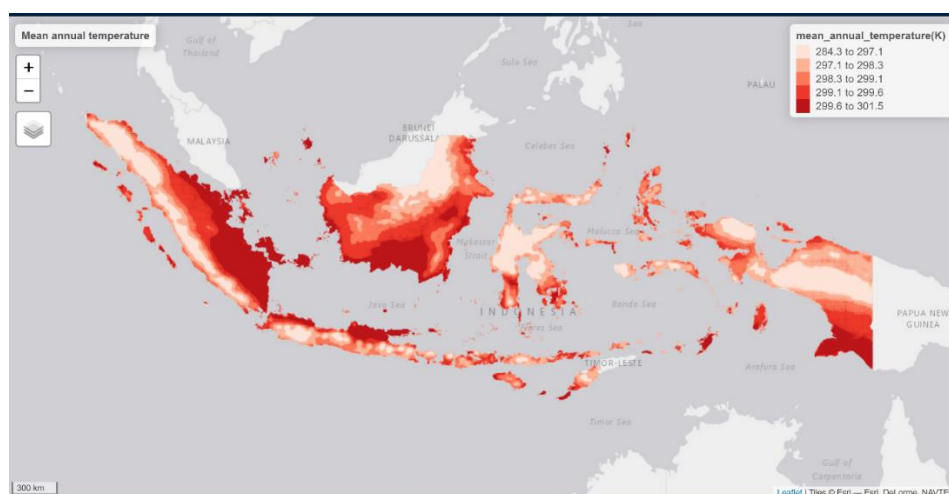 Mean annual temperature
+
−
mean_annual_temperature(K)
284.3 to 297.1
297.1 to 298.3
298.3 to 299.1
299.1 to 299.6
299.6 to 301.5
Sea
Gulf of
Thailand
Sulu Sea
PALAU
MALAYSIA
BRUNEI
DARUSSALA
Celebes Sea
Molucca Sea
Makassar
Strait
Java Sea
Banda Sea
INDONESIA
Flores Sea
PAPUA NEW
GUINEA
TIMOR-LESTE
Arafura Sea
Timor Sea
Gulf of
Carpentaria
300 km
Leaflet | Tiles © Esri — Esri, DeLorme, NAVTE